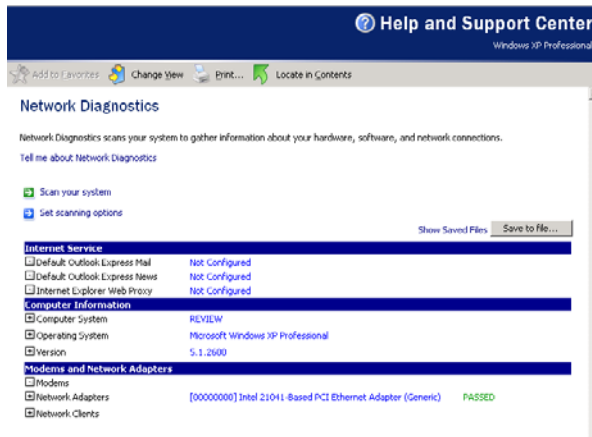 Help and Support Center
Windows XP Professional
Add to Favorites Change View Print... Locate in Contents
Network Diagnostics
Network Diagnostics scans your system to gather information about your hardware, software, and network connections.
Tell me about Network Diagnostics
Scan your system
Set scanning options
Show Saved Files Save to file...
Internet Service
Default Outlook Express Mail Not Configured
Default Outlook Express News Not Configured
Internet Explorer Web Proxy Not Configured
Computer Information
Computer System REVIEW
Operating System Microsoft Windows XP Professional
Version 5.1.2600
Modems and Network Adapters
Modems
Network Adapters [00000000] Intel 21041-Based PCI Ethernet Adapter (Generic) PASSED
Network Clients